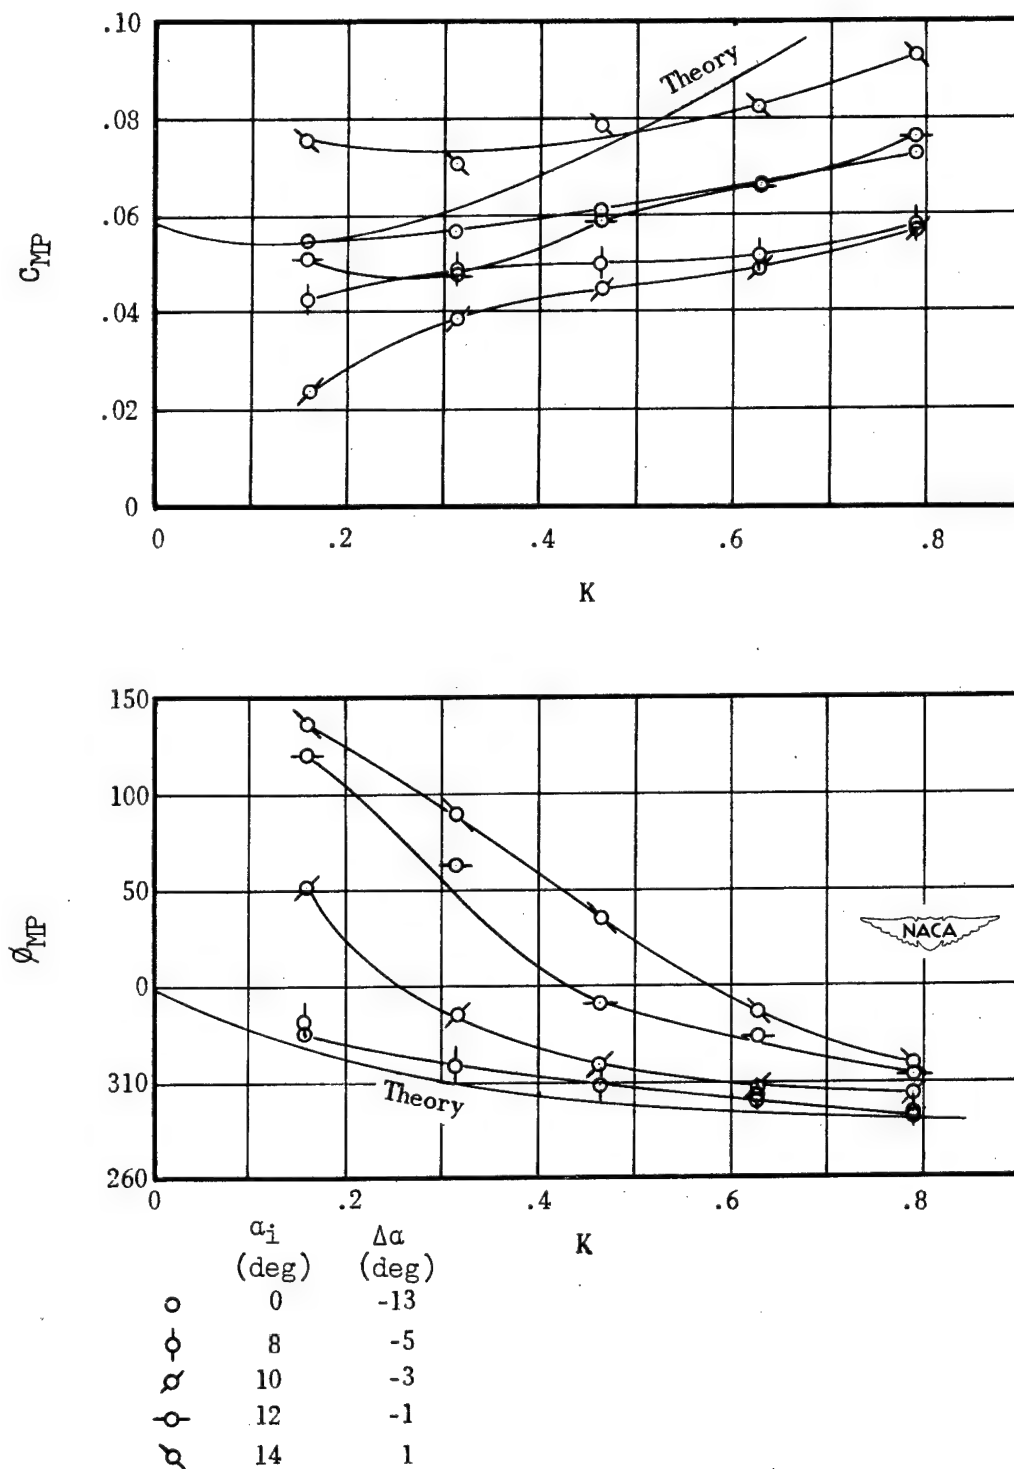 .10
.08
.06
.04
.02
0
C_MP
Theory
0 .2 .4 .6 .8
K
150
100
50
0
310
260
Ø_MP
NACA
Theory
0 .2 .4 .6 .8
K
αi Δα
(deg) (deg)
0 -13
8 -5
10 -3
12 -1
14 1